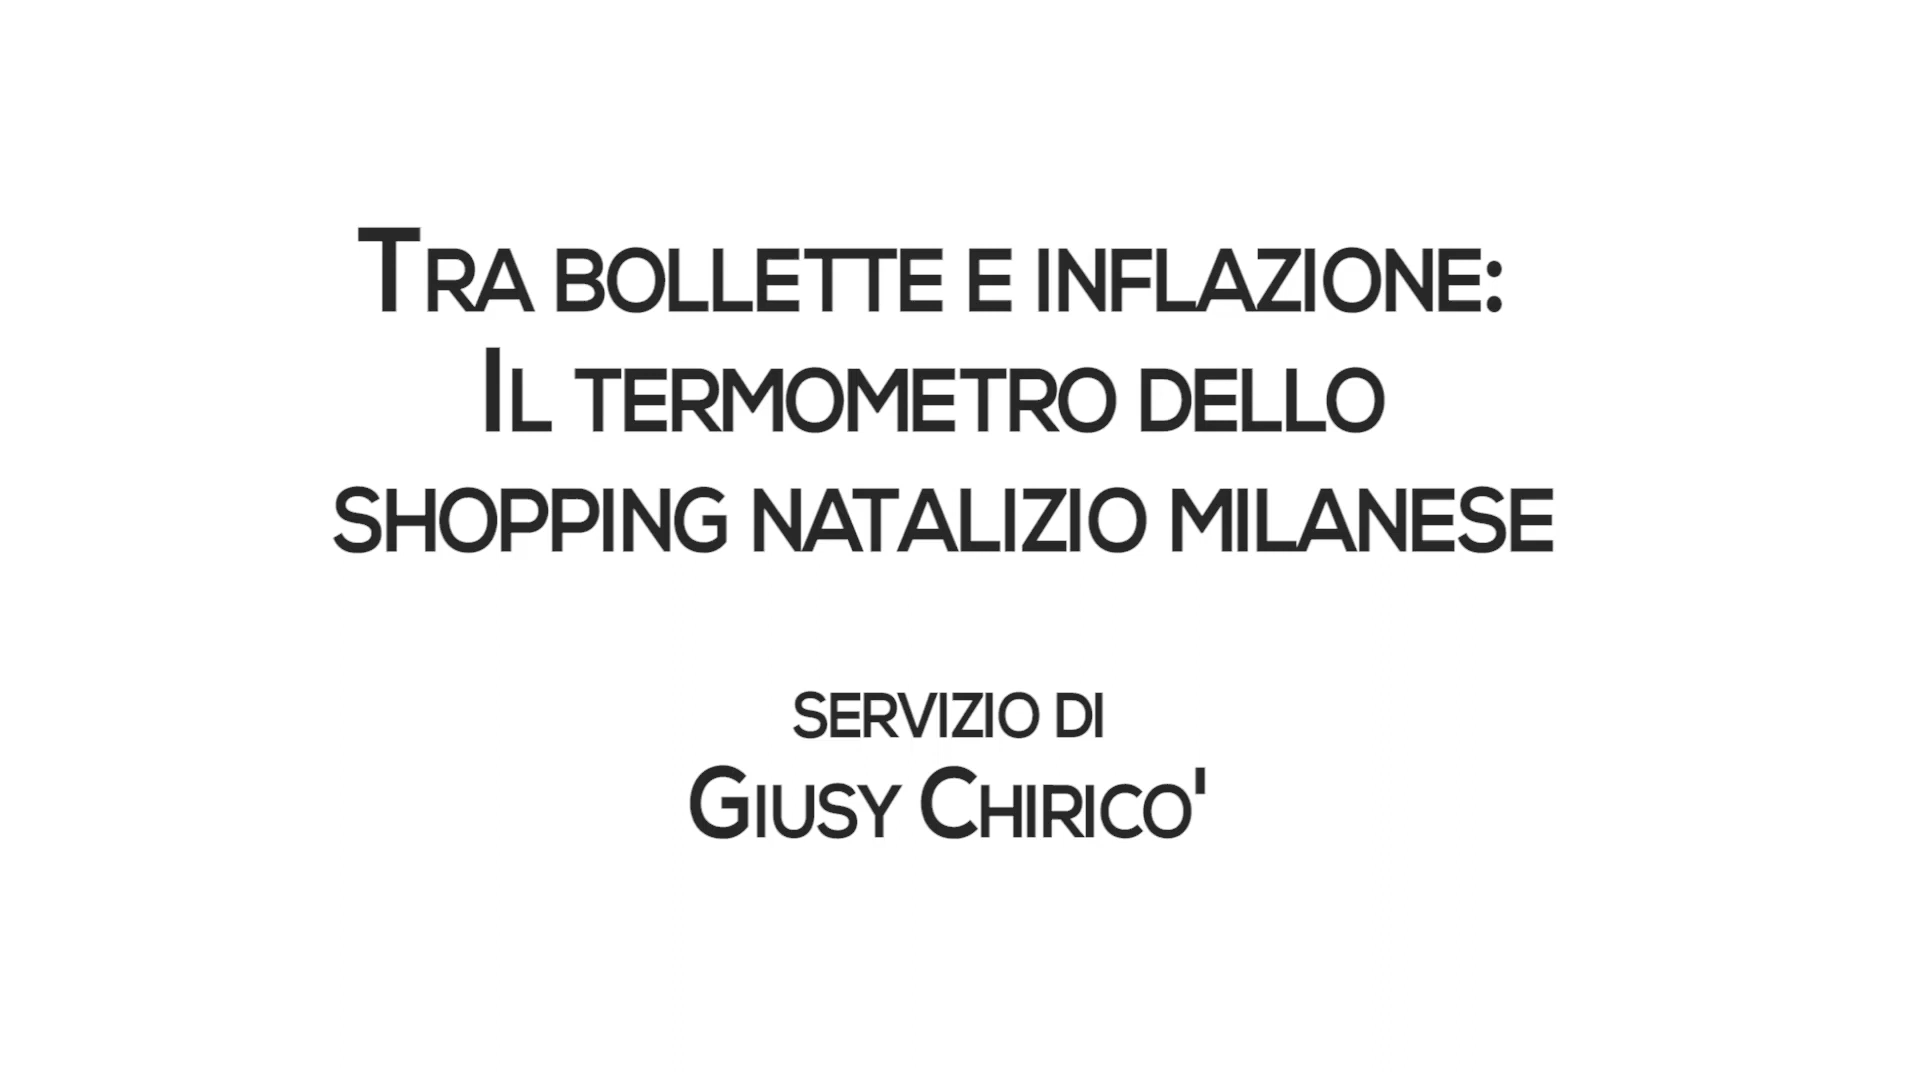 Tra bollette e inflazione:
Il termometro dello
shopping natalizio milanese
servizio di
Giusy Chirico'